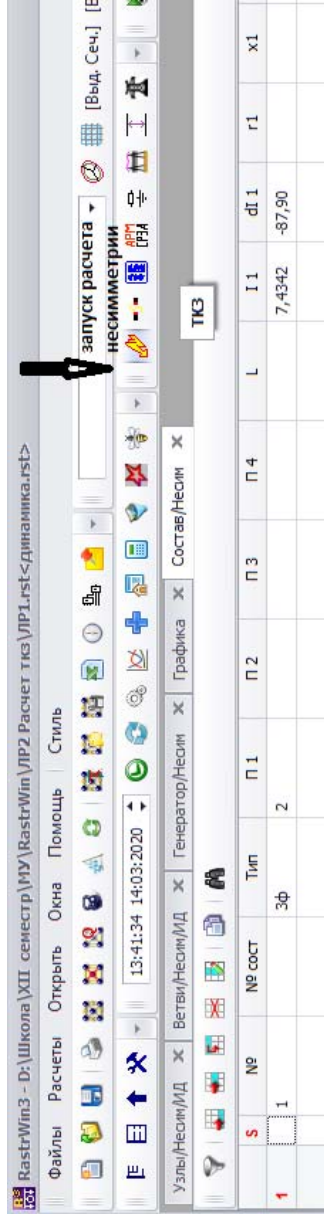 RastrWin3 - D:\Школа\XII семестр\МУ\RastrWin\ЛР2 Расчет ткз\ЛР1.rst<динамика.rst>
Файлы Расчеты Открыть Окна Помощь Стиль
запуск расчета
[Выд. Сеч.]
несимметрии
13:41:34 14:03:2020
АРМ
ГРЗА
ТКЗ
Узлы/Несим/ИД Ветви/Несим/ИД Генератор/Несим Графика Состав/Несим
S № № сост Тип П 1 П 2 П 3 П 4 L I 1 dI 1 r1 x1
1 1 3ф 2 7,4342 -87,90